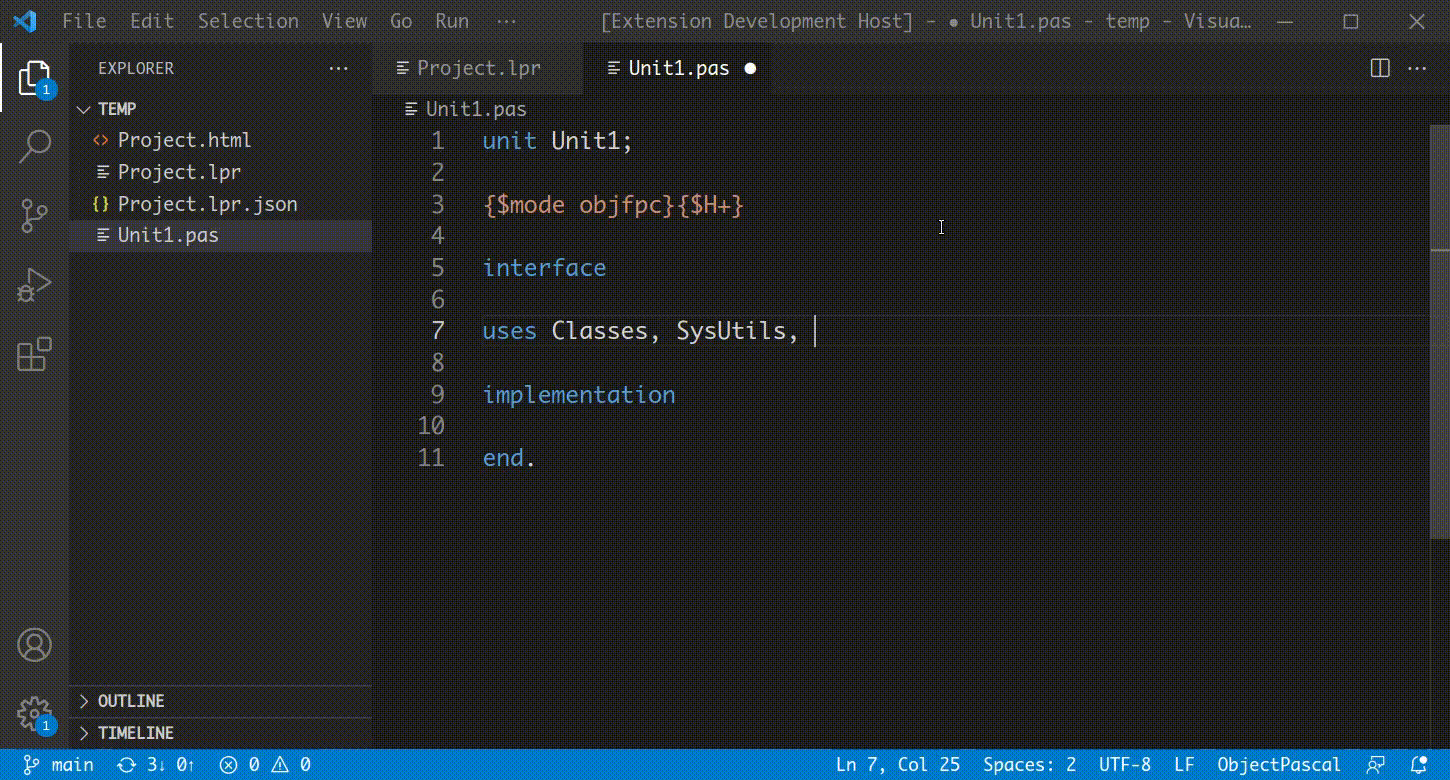 File Edit Selection View Go Run ··· [Extension Development Host] - ● Unit1.pas - temp - Visua…
EXPLORER ···
Project.lpr Unit1.pas ●
1
TEMP
Unit1.pas
Project.html
Project.lpr
{} Project.lpr.json
Unit1.pas
1 unit Unit1;
2
3 {$mode objfpc}{$H+}
4
5 interface
6
7 uses Classes, SysUtils,
8
9 implementation
10
11 end.
OUTLINE
1
TIMELINE
main 3↓ 0↑ 0 0 Ln 7, Col 25 Spaces: 2 UTF-8 LF ObjectPascal